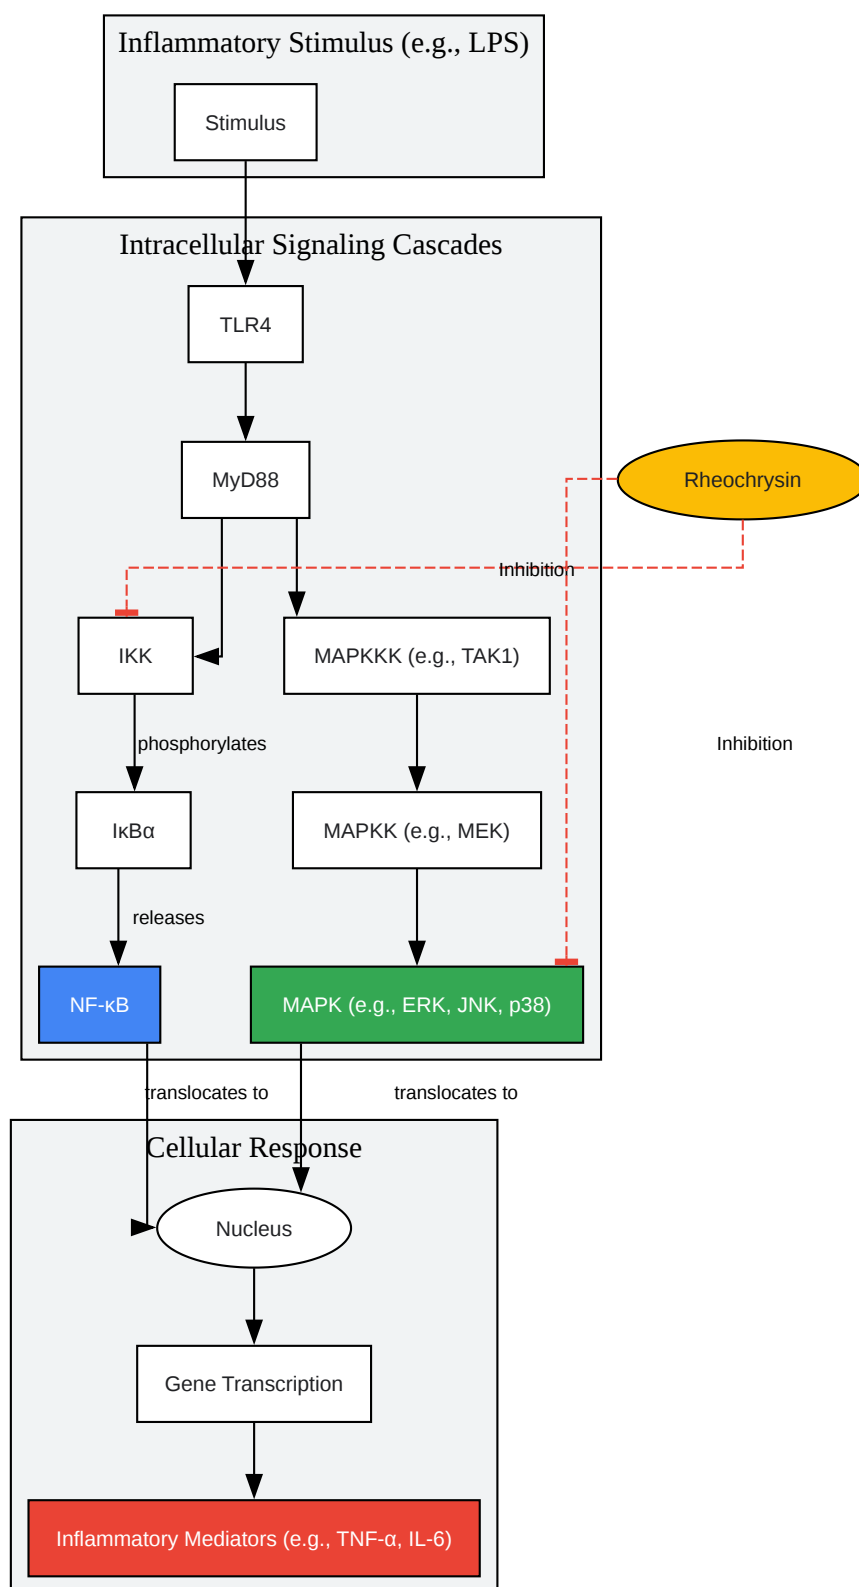 Inflammatory Stimulus (e.g., LPS)
Stimulus
Intracellular Signaling Cascades
TLR4
MyD88
Rheochrysin
Inhibition
IKK
MAPKKK (e.g., TAK1)
phosphorylates
Inhibition
IκBα
MAPKK (e.g., MEK)
releases
NF-κB
MAPK (e.g., ERK, JNK, p38)
translocates to
translocates to
Cellular Response
Nucleus
Gene Transcription
Inflammatory Mediators (e.g., TNF-α, IL-6)